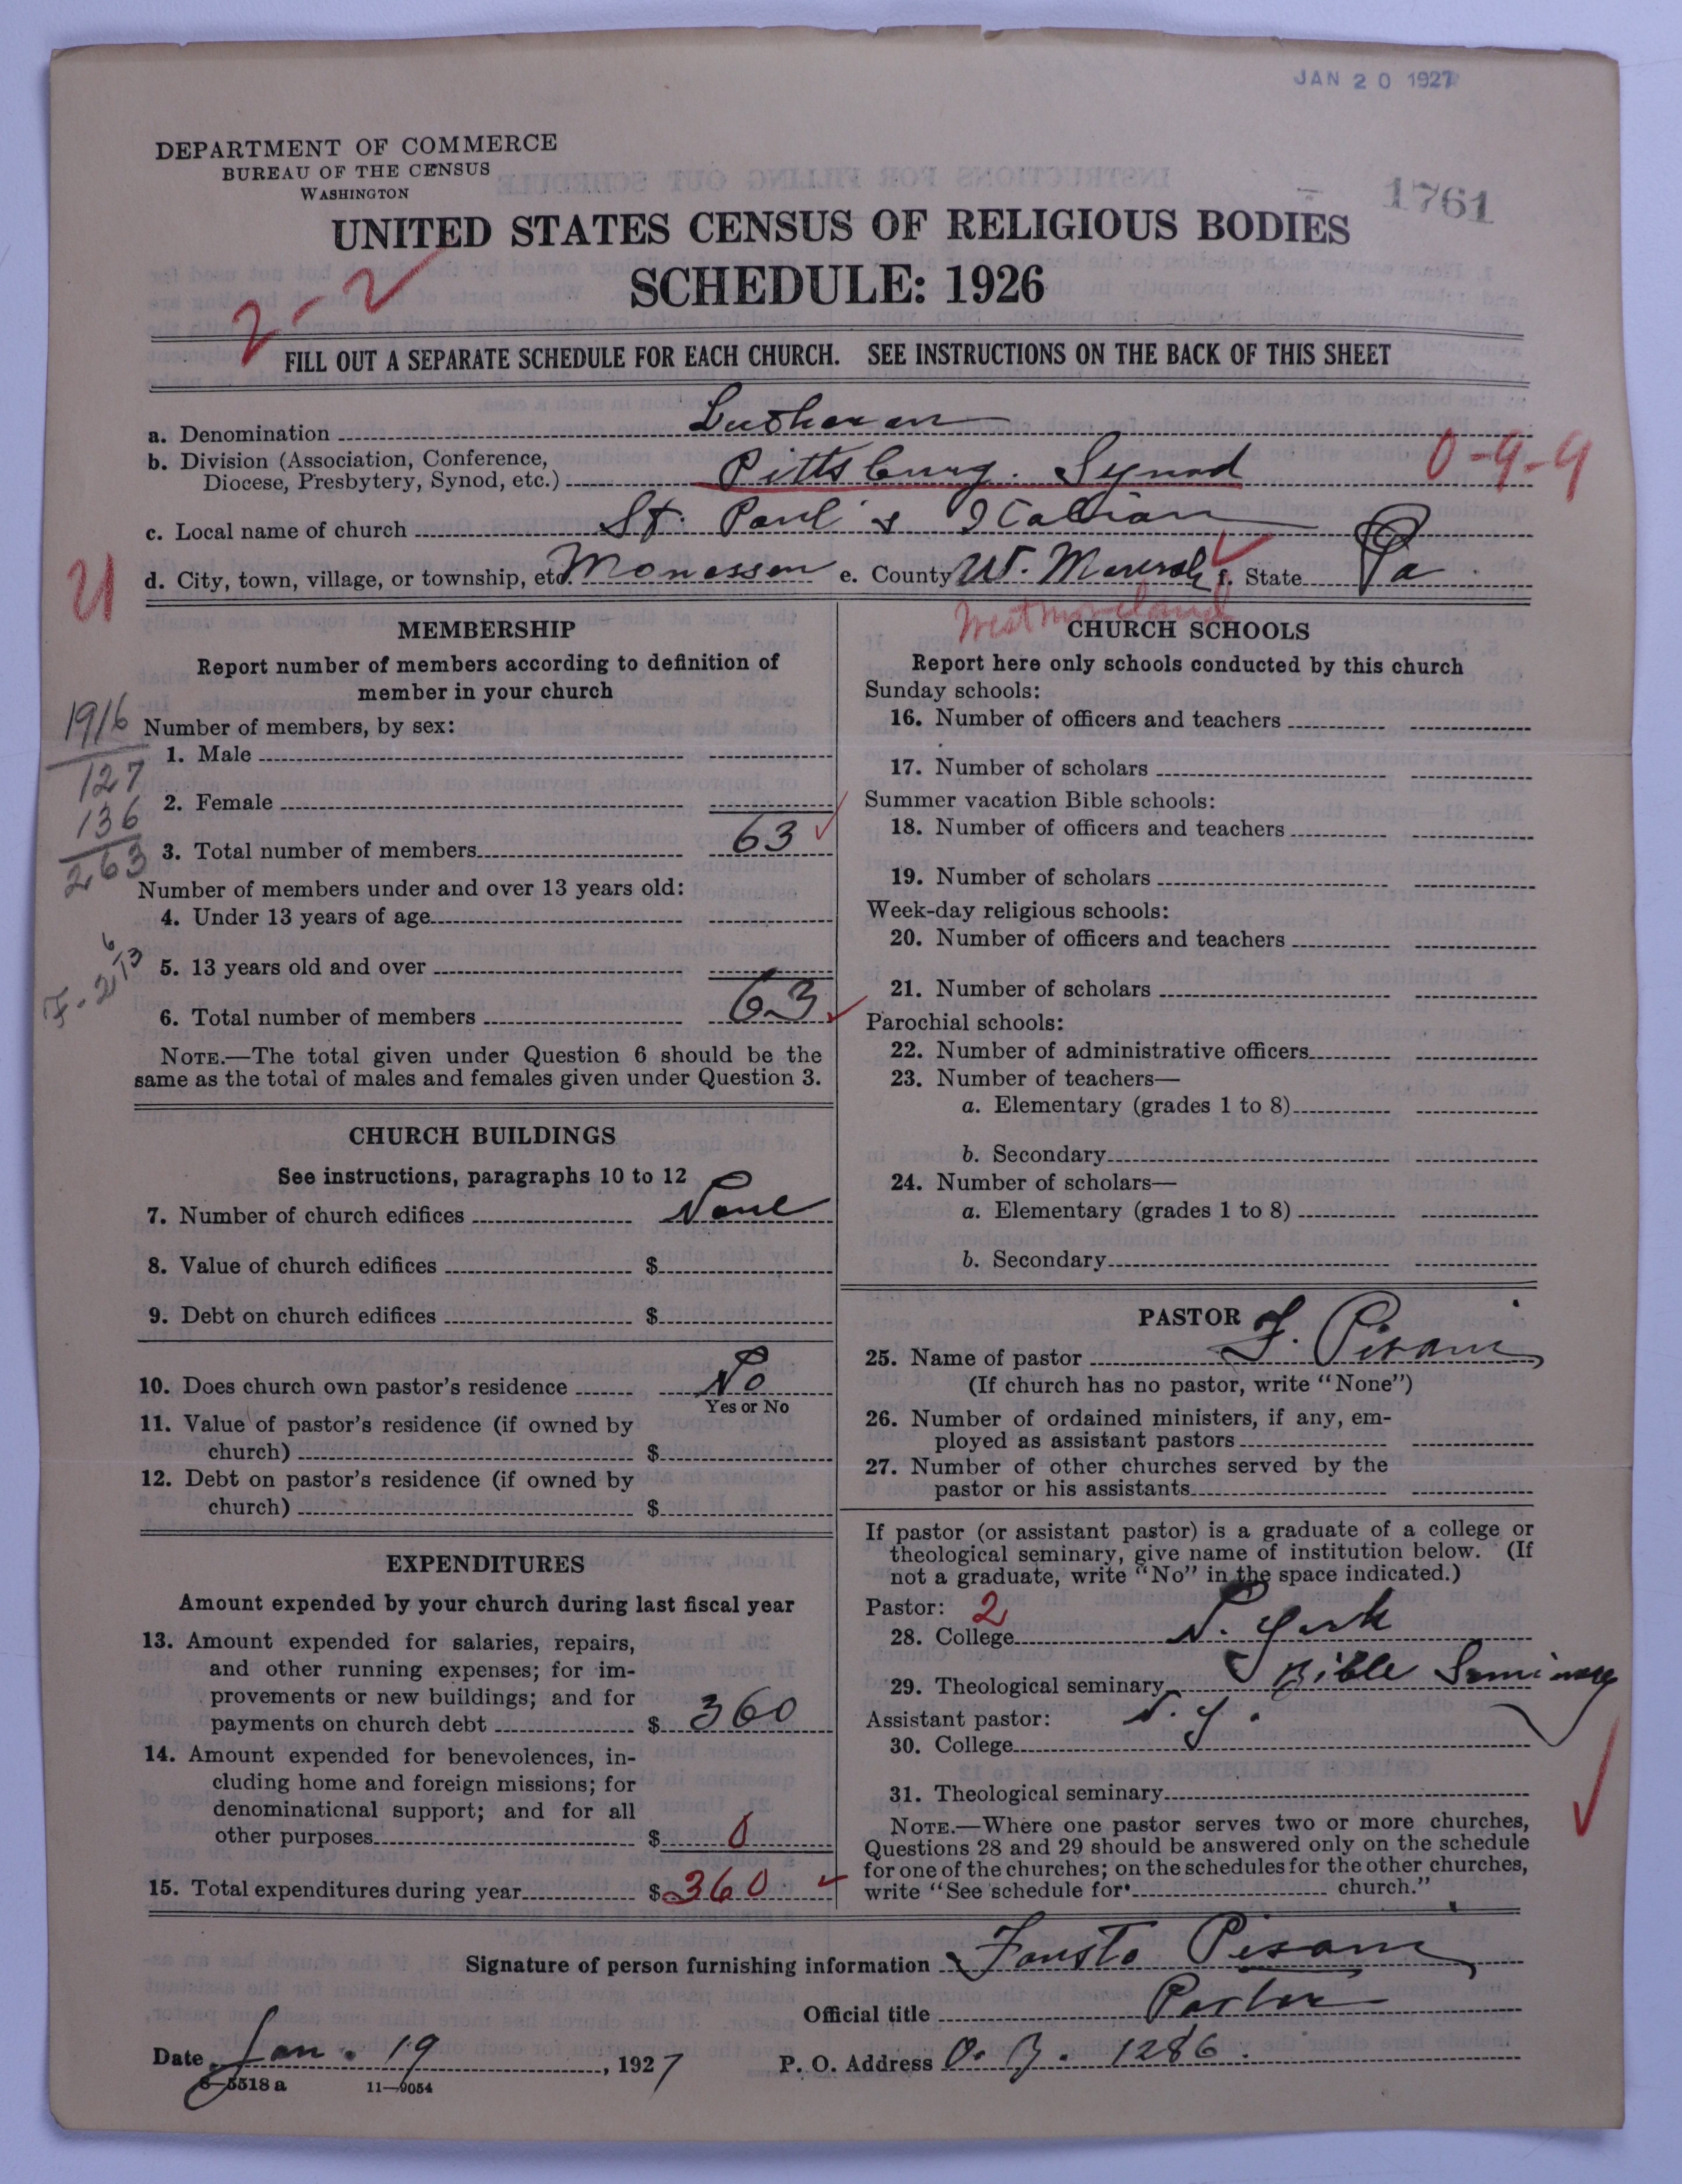 JAN 20 1927
DEPARTMENT OF COMMERCE
BUREAU OF THE CENSUS
WASHINGTON
1761
UNITED STATES CENSUS OF RELIGIOUS BODIES
SCHEDULE: 1926
2-2
FILL OUT A SEPARATE SCHEDULE FOR EACH CHURCH. SEE INSTRUCTIONS ON THE BACK OF THIS SHEET
a. Denomination Lutheran
b. Division (Association, Conference, Diocese, Presbytery, Synod, etc.) Pittsburg. Synod 0-9-9
c. Local name of church St. Paul's Italian
U d. City, town, village, or township, etc. Monessen e. County W. f. State Pa.
Westmoreland
MEMBERSHIP
Report number of members according to definition of
member in your church
1916
Number of members, by sex:
1. Male
127
2. Female
136
3. Total number of members 63
263
Number of members under and over 13 years old:
4. Under 13 years of age
5. 13 years old and over
6. Total number of members 63
NOTE.—The total given under Question 6 should be the
same as the total of males and females given under Question 3.
CHURCH BUILDINGS
See instructions, paragraphs 10 to 12
7. Number of church edifices None
8. Value of church edifices $
9. Debt on church edifices $
10. Does church own pastor's residence No
Yes or No
11. Value of pastor's residence (if owned by
church) $
12. Debt on pastor's residence (if owned by
church) $
EXPENDITURES
Amount expended by your church during last fiscal year
13. Amount expended for salaries, repairs,
and other running expenses; for im-
provements or new buildings; and for
payments on church debt $ 360
14. Amount expended for benevolences, in-
cluding home and foreign missions; for
denominational support; and for all
other purposes $ 0
15. Total expenditures during year $ 360
CHURCH SCHOOLS
Report here only schools conducted by this church
Sunday schools:
16. Number of officers and teachers
17. Number of scholars
Summer vacation Bible schools:
18. Number of officers and teachers
19. Number of scholars
Week-day religious schools:
20. Number of officers and teachers
21. Number of scholars
Parochial schools:
22. Number of administrative officers
23. Number of teachers—
a. Elementary (grades 1 to 8)
b. Secondary
24. Number of scholars—
a. Elementary (grades 1 to 8)
b. Secondary
PASTOR
25. Name of pastor F. Pisani
(If church has no pastor, write "None")
26. Number of ordained ministers, if any, em-
ployed as assistant pastors
27. Number of other churches served by the
pastor or his assistants
If pastor (or assistant pastor) is a graduate of a college or
theological seminary, give name of institution below. (If
not a graduate, write "No" in the space indicated.)
Pastor: 2
28. College N. York
29. Theological seminary Bible Seminary
Assistant pastor: N. Y.
30. College
31. Theological seminary
NOTE.—Where one pastor serves two or more churches,
Questions 28 and 29 should be answered only on the schedule
for one of the churches; on the schedules for the other churches,
write "See schedule for church."
Signature of person furnishing information Fausto Pisani
Official title Pastor
Date Jan. 19, 1927 P. O. Address O. B. 1286.
8—5518 a 11—9054